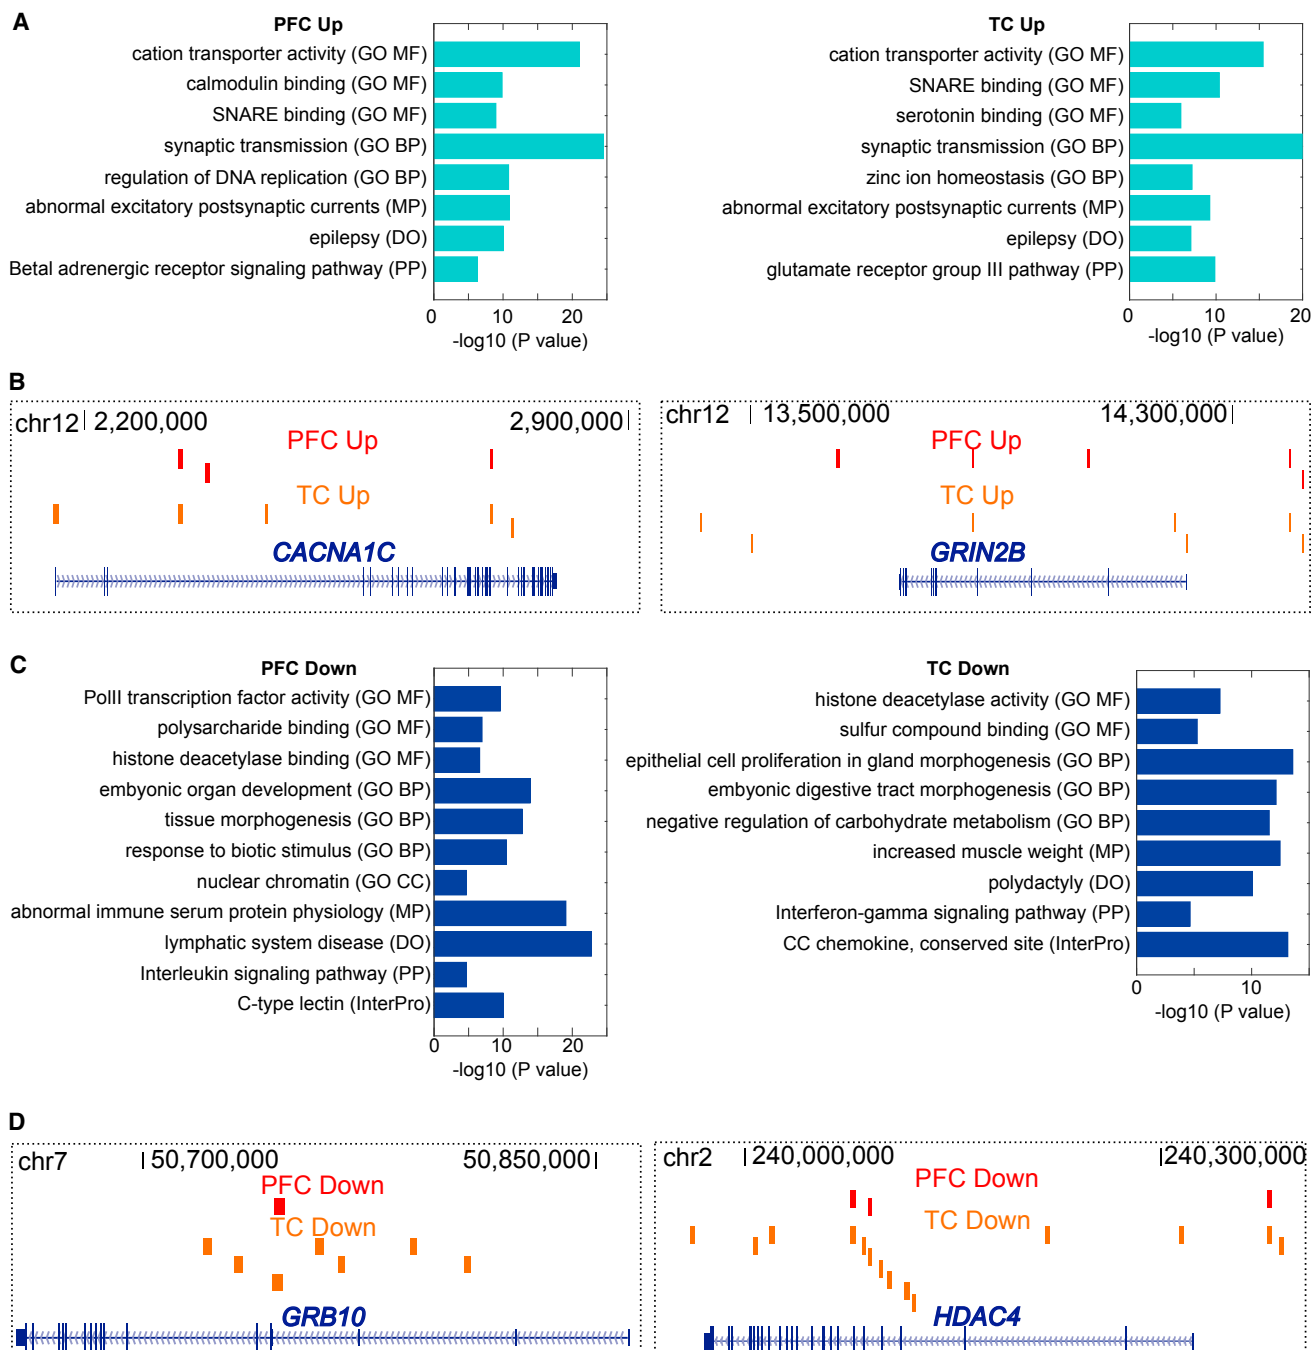 A
PFC Up
cation transporter activity (GO MF)
calmodulin binding (GO MF)
SNARE binding (GO MF)
synaptic transmission (GO BP)
regulation of DNA replication (GO BP)
abnormal excitatory postsynaptic currents (MP)
epilepsy (DO)
Betal adrenergic receptor signaling pathway (PP)
0 10 20
-log10 (P value)
TC Up
cation transporter activity (GO MF)
SNARE binding (GO MF)
serotonin binding (GO MF)
synaptic transmission (GO BP)
zinc ion homeostasis (GO BP)
abnormal excitatory postsynaptic currents (MP)
epilepsy (DO)
glutamate receptor group III pathway (PP)
0 10 20
-log10 (P value)
B
chr12 2,200,000 2,900,000
PFC Up
TC Up
CACNA1C
chr12 13,500,000 14,300,000
PFC Up
TC Up
GRIN2B
C
PFC Down
PolII transcription factor activity (GO MF)
polysarcharide binding (GO MF)
histone deacetylase binding (GO MF)
embyonic organ development (GO BP)
tissue morphogenesis (GO BP)
response to biotic stimulus (GO BP)
nuclear chromatin (GO CC)
abnormal immune serum protein physiology (MP)
lymphatic system disease (DO)
Interleukin signaling pathway (PP)
C-type lectin (InterPro)
0 10 20
-log10 (P value)
TC Down
histone deacetylase activity (GO MF)
sulfur compound binding (GO MF)
epithelial cell proliferation in gland morphogenesis (GO BP)
embyonic digestive tract morphogenesis (GO BP)
negative regulation of carbohydrate metabolism (GO BP)
increased muscle weight (MP)
polydactyly (DO)
Interferon-gamma signaling pathway (PP)
CC chemokine, conserved site (InterPro)
0 10
-log10 (P value)
D
chr7 50,700,000 50,850,000
PFC Down
TC Down
GRB10
chr2 240,000,000 240,300,000
PFC Down
TC Down
HDAC4